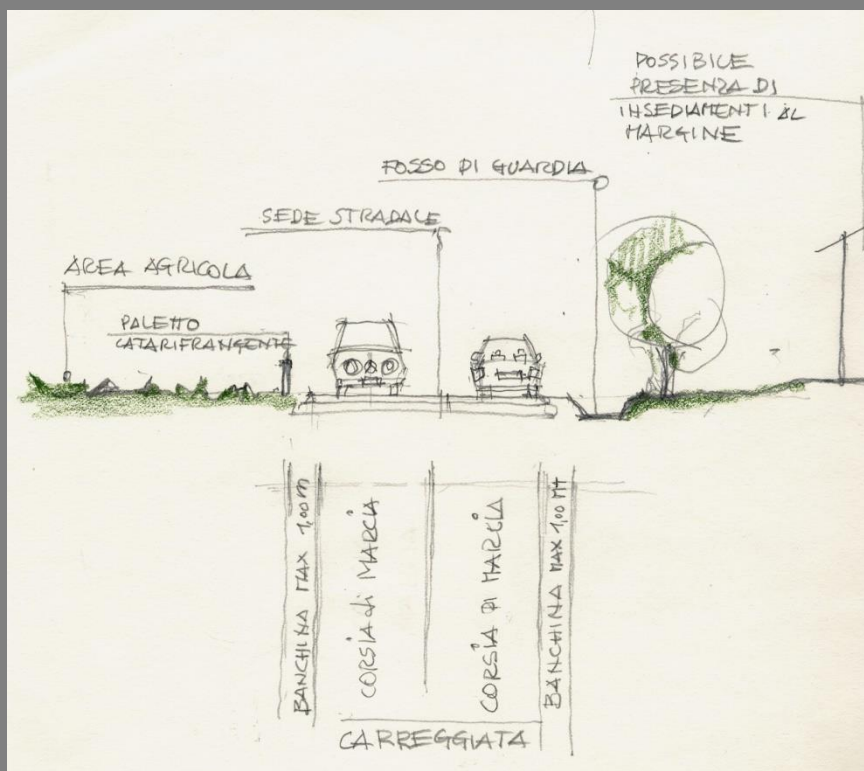 POSSIBILE
PRESENZA DI
INSEDIAMENTI AL
MARGINE
FOSSO DI GUARDIA
SEDE STRADALE
AREA AGRICOLA
PALETTO
CATARIFRANGENTE
BANCHINA MAX 1,00 M
CORSIA di MARCIA
CORSIA DI MARCIA
BANCHINA MAX 1,00 MT
CARREGGIATA